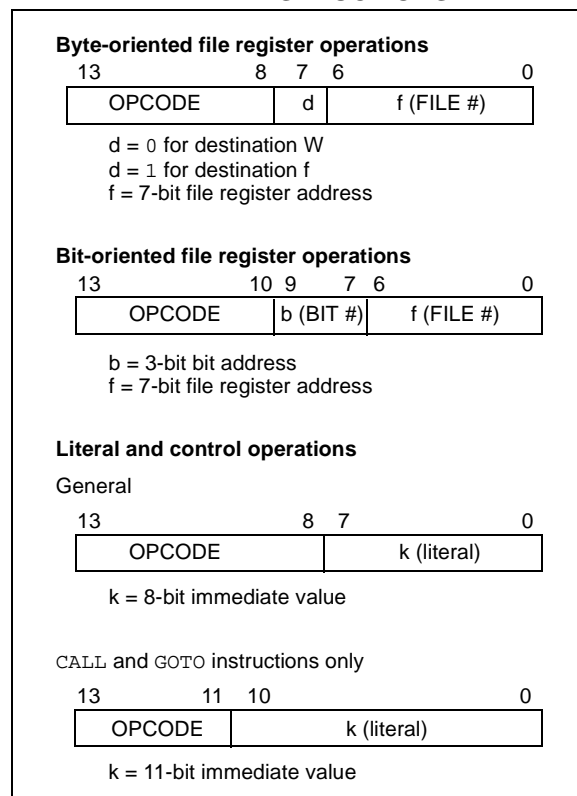 Byte-oriented file register operations
13 8 7 6 0
OPCODE d f (FILE #)
d = 0 for destination W
d = 1 for destination f
f = 7-bit file register address
Bit-oriented file register operations
13 10 9 7 6 0
OPCODE b (BIT #) f (FILE #)
b = 3-bit bit address
f = 7-bit file register address
Literal and control operations
General
13 8 7 0
OPCODE k (literal)
k = 8-bit immediate value
CALL and GOTO instructions only
13 11 10 0
OPCODE k (literal)
k = 11-bit immediate value